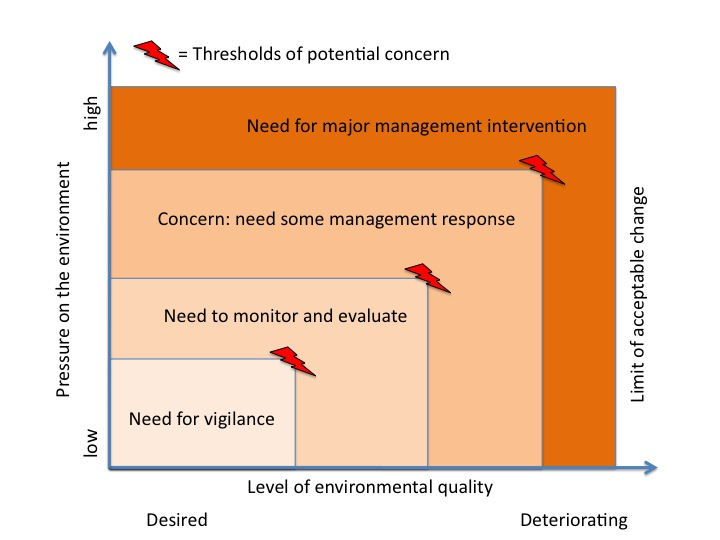 = Thresholds of potential concern
high
Need for major management intervention
Pressure on the environment
Concern: need some management response
Limit of acceptable change
Need to monitor and evaluate
Need for vigilance
low
Level of environmental quality
Desired
Deteriorating